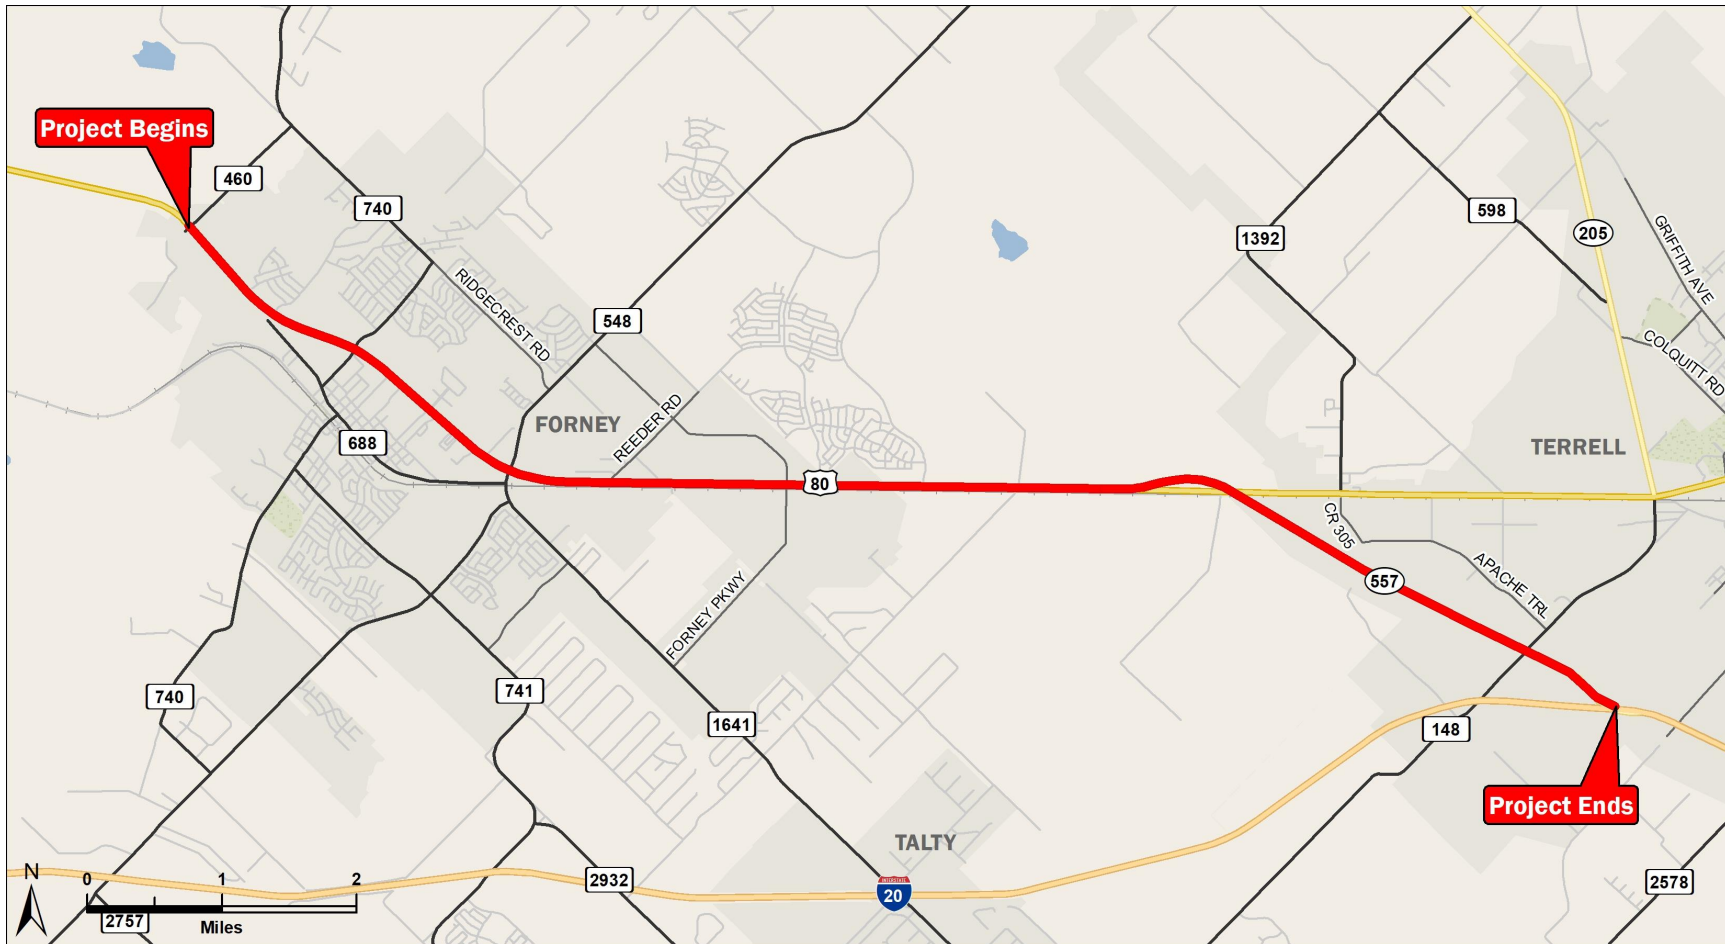 Project Begins
460
740
598
1392
205
GRIFFITH AVE
RIDGECREST RD
548
COLQUITT RD
FORNEY
REEDER RD
688
TERRELL
80
CR 305
557
APACHE TRL
FORNEY PKWY
740
741
1641
148
Project Ends
TALTY
N
0 1 2
Miles
2757
2932
INTERSTATE
20
2578